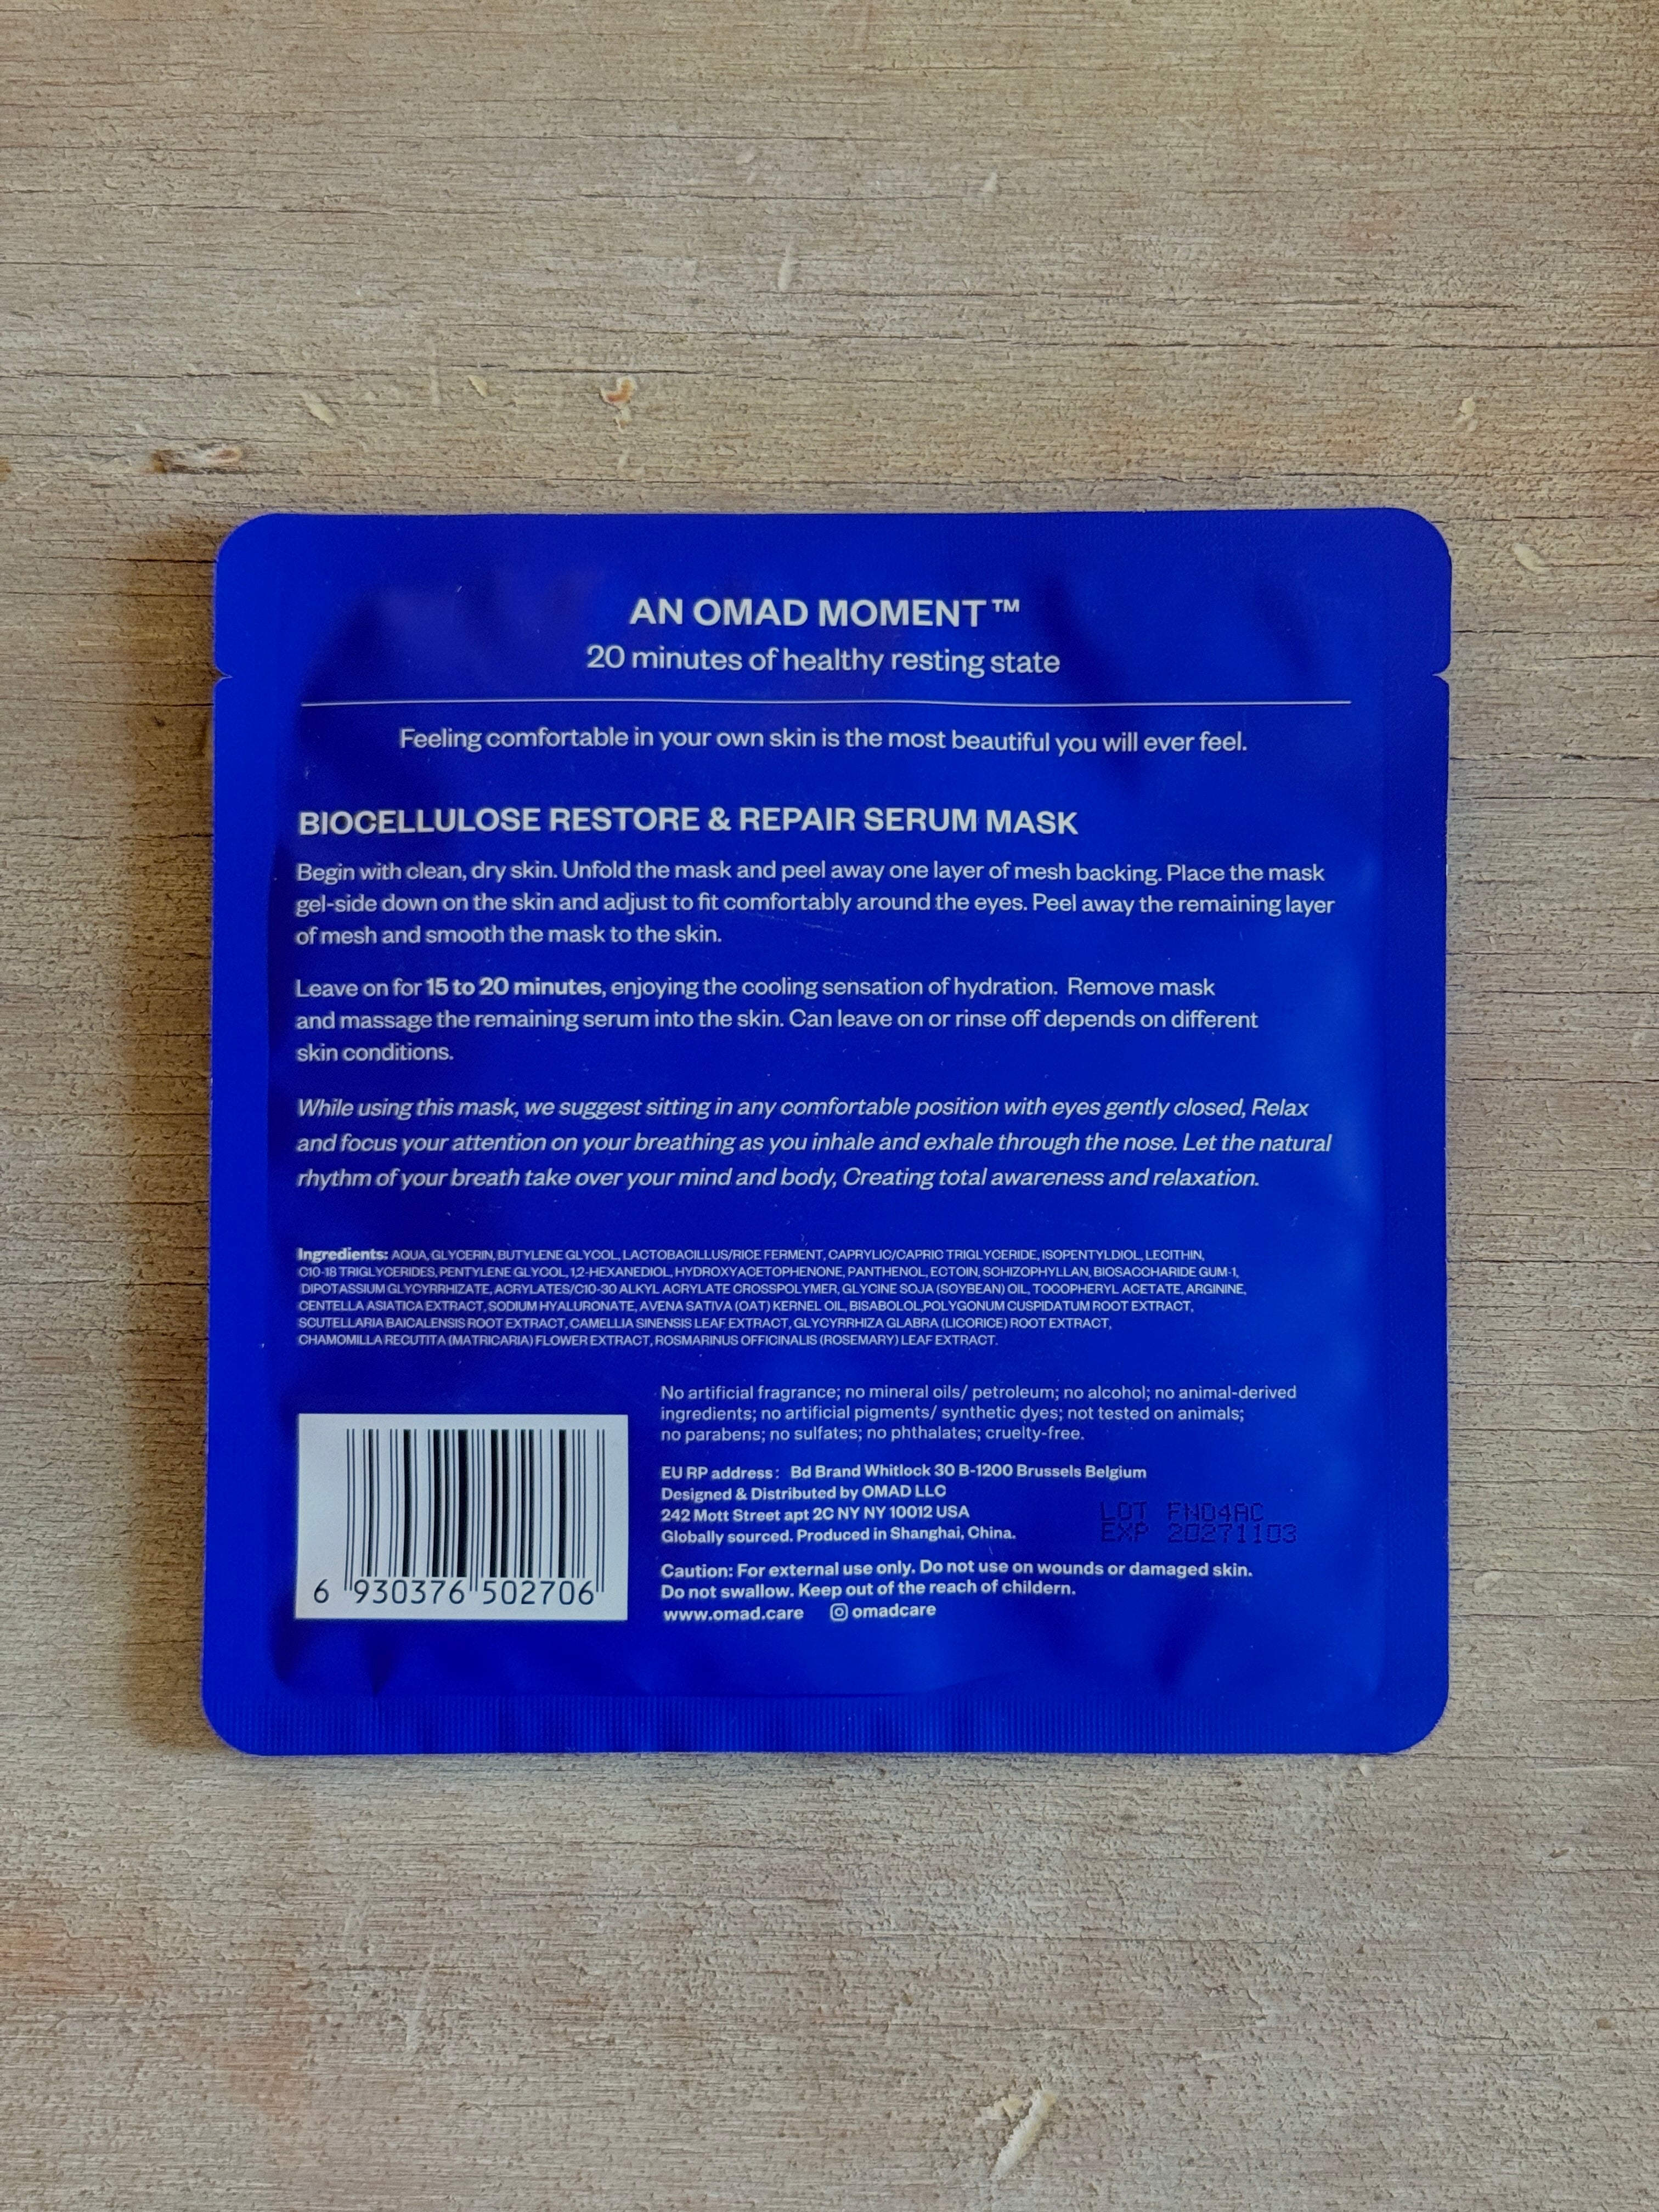 AN OMAD MOMENT™
20 minutes of healthy resting state
Feeling comfortable in your own skin is the most beautiful you will ever feel.
BIOCELLULOSE RESTORE & REPAIR SERUM MASK
Begin with clean, dry skin. Unfold the mask and peel away one layer of mesh backing. Place the mask
gel-side down on the skin and adjust to fit comfortably around the eyes. Peel away the remaining layer
of mesh and smooth the mask to the skin.
Leave on for 15 to 20 minutes, enjoying the cooling sensation of hydration. Remove mask
and massage the remaining serum into the skin. Can leave on or rinse off depends on different
skin conditions.
While using this mask, we suggest sitting in any comfortable position with eyes gently closed, Relax
and focus your attention on your breathing as you inhale and exhale through the nose. Let the natural
rhythm of your breath take over your mind and body, Creating total awareness and relaxation.
Ingredients: AQUA, GLYCERIN, BUTYLENE GLYCOL, LACTOBACILLUS/RICE FERMENT, CAPRYLIC/CAPRIC TRIGLYCERIDE, ISOPENTYLDIOL, LECITHIN,
C10-18 TRIGLYCERIDES, PENTYLENE GLYCOL, 1,2-HEXANEDIOL, HYDROXYACETOPHENONE, PANTHENOL, ECTOIN, SCHIZOPHYLLAN, BIOSACCHARIDE GUM-1,
DIPOTASSIUM GLYCYRRHIZATE, ACRYLATES/C10-30 ALKYL ACRYLATE CROSSPOLYMER, GLYCINE SOJA (SOYBEAN) OIL, TOCOPHERYL ACETATE, ARGININE,
CENTELLA ASIATICA EXTRACT, SODIUM HYALURONATE, AVENA SATIVA (OAT) KERNEL OIL, BISABOLOL,POLYGONUM CUSPIDATUM ROOT EXTRACT,
SCUTELLARIA BAICALENSIS ROOT EXTRACT, CAMELLIA SINENSIS LEAF EXTRACT, GLYCYRRHIZA GLABRA (LICORICE) ROOT EXTRACT,
CHAMOMILLA RECUTITA (MATRICARIA) FLOWER EXTRACT, ROSMARINUS OFFICINALIS (ROSEMARY) LEAF EXTRACT.
No artificial fragrance; no mineral oils/ petroleum; no alcohol; no animal-derived
ingredients; no artificial pigments/ synthetic dyes; not tested on animals;
no parabens; no sulfates; no phthalates; cruelty-free.
EU RP address: Bd Brand Whitlock 30 B-1200 Brussels Belgium
Designed & Distributed by OMAD LLC
242 Mott Street apt 2C NY NY 10012 USA
Globally sourced. Produced in Shanghai, China.
LOT FND4AC
EXP 20271103
Caution: For external use only. Do not use on wounds or damaged skin.
Do not swallow. Keep out of the reach of childern.
www.omad.care omadcare
6 930376 502706